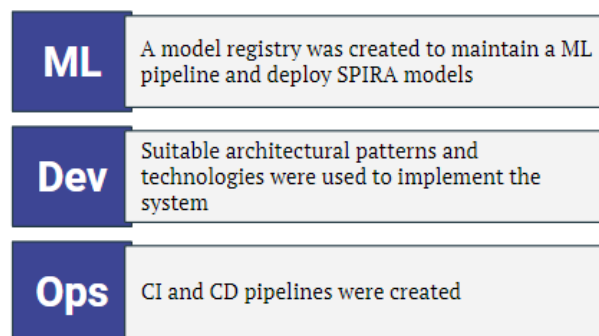 ML
A model registry was created to maintain a ML
pipeline and deploy SPIRA models
Dev
Suitable architectural patterns and
technologies were used to implement the
system
Ops
CI and CD pipelines were created